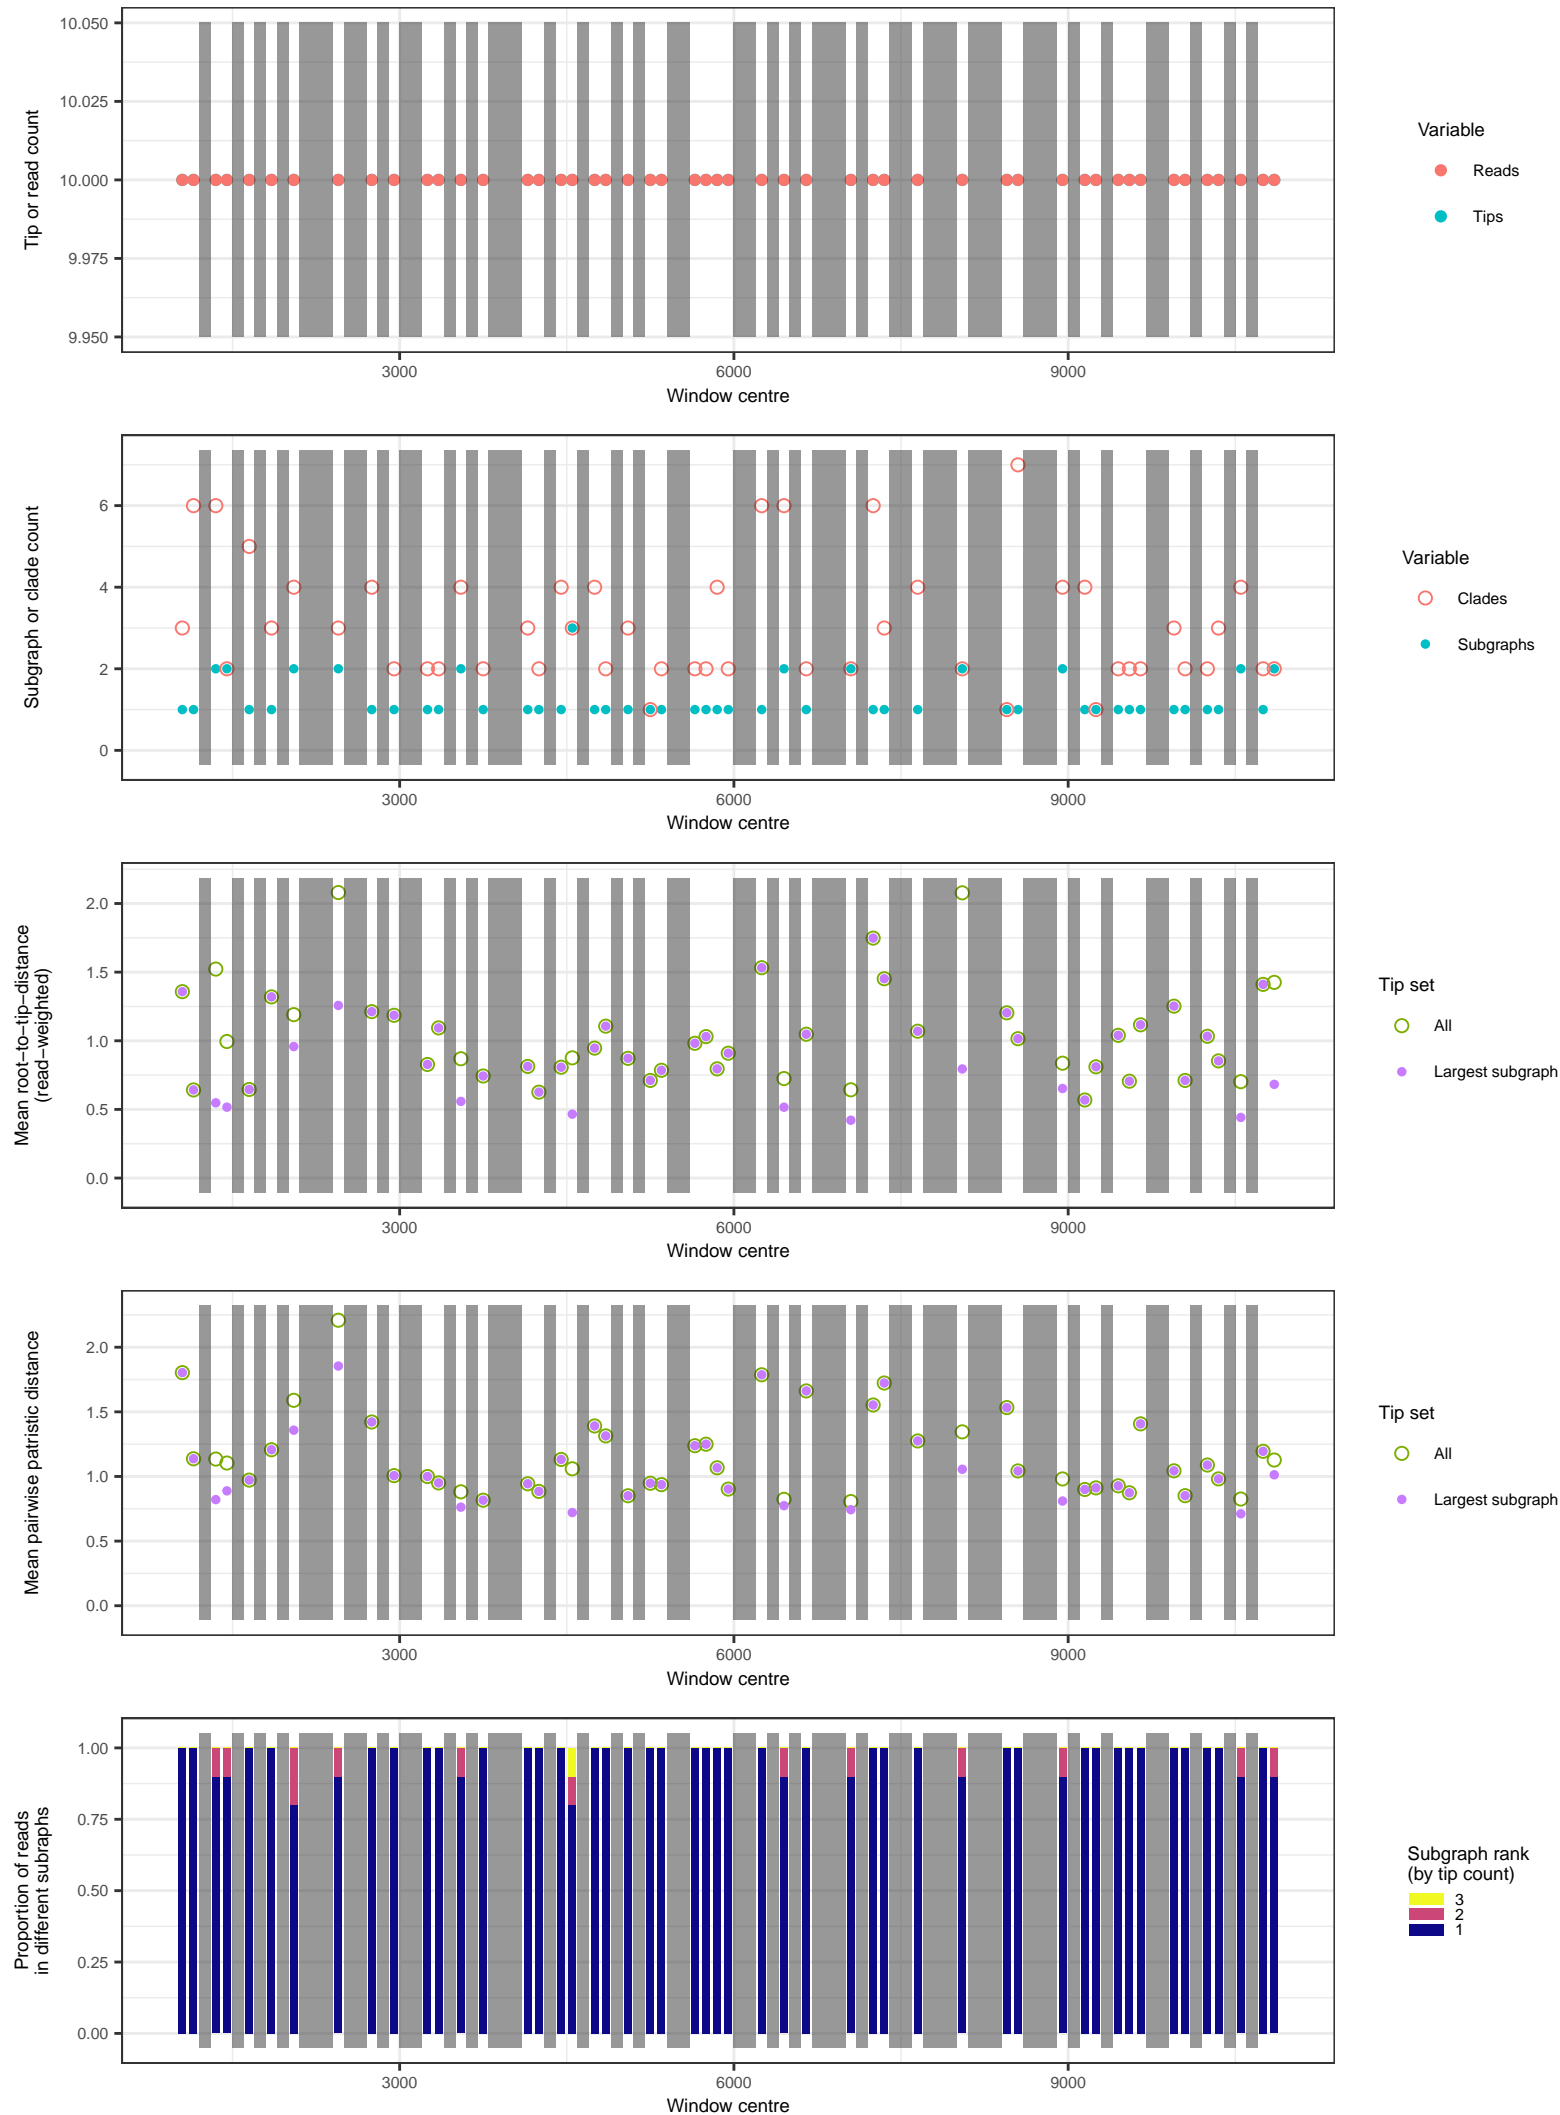 10.050
10.025
10.000
9.975
9.950
Tip or read count
3000
6000
9000
Window centre
Variable
Reads
Tips
6
4
2
0
Subgraph or clade count
3000
6000
9000
Window centre
Variable
Clades
Subgraphs
2.0
1.5
1.0
0.5
0.0
Mean root−to−tip−distance
(read−weighted)
3000
6000
9000
Window centre
Tip set
All
Largest subgraph
2.0
1.5
1.0
0.5
0.0
Mean pairwise patristic distance
3000
6000
9000
Window centre
Tip set
All
Largest subgraph
1.00
0.75
0.50
0.25
0.00
Proportion of reads
in different subraphs
3000
6000
9000
Window centre
Subgraph rank
(by tip count)
3
2
1